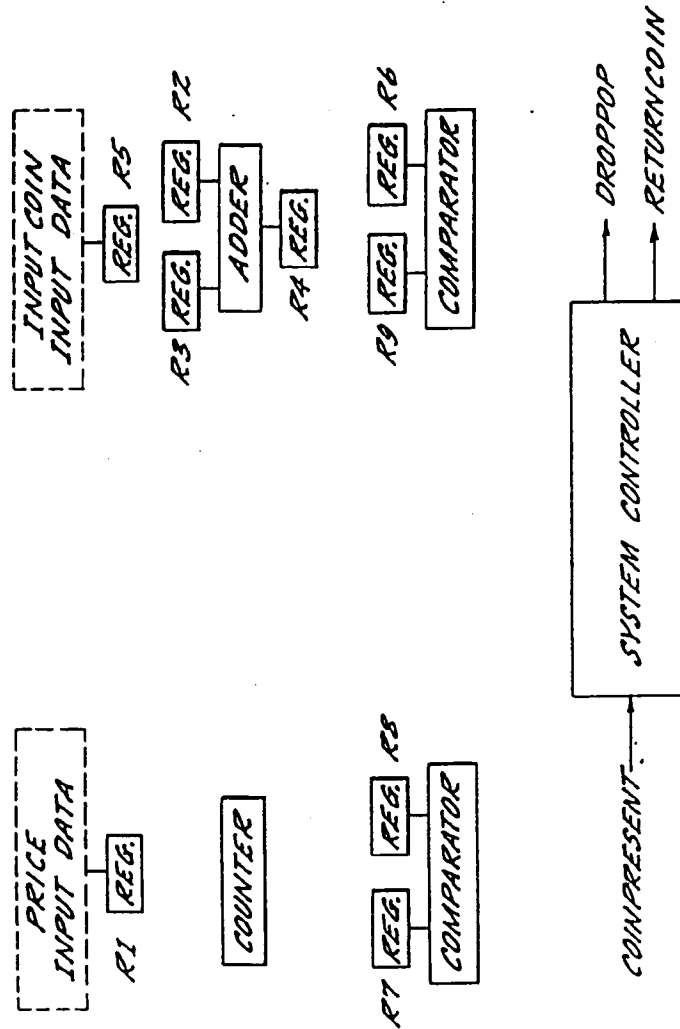 PRICE
INPUT DATA
REG.
R1
COUNTER
R7
REG.
REG.
R8
COMPARATOR
INPUT COIN
INPUT DATA
REG.
R5
R3
REG.
REG.
R2
ADDER
R4
REG.
R9
REG.
REG.
R6
COMPARATOR
COINPRESENT
SYSTEM CONTROLLER
DROPPOP
RETURNCOIN